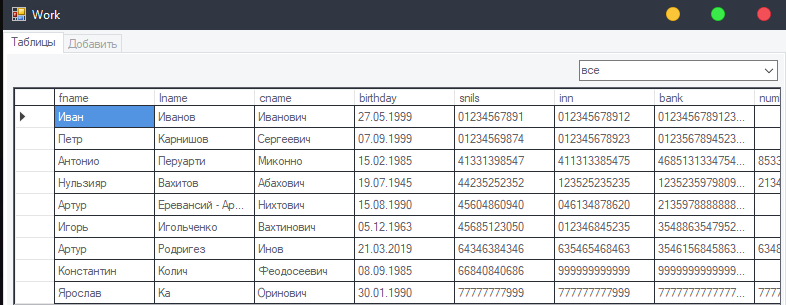 Work
Таблицы Добавить
все
fname lname cname birthday snils inn bank num
Иван Иванов Иванович 27.05.1999 01234567891 012345678912 0123456789123...
Петр Карнишов Сергеевич 07.09.1999 01234569874 012345678923 0123567894523...
Антонио Перуарти Миконно 15.02.1985 41331398547 411313385475 4685131334754... 8533
Нульзияр Вахитов Абахович 19.07.1945 44235252352 123525235235 1235235979809... 2134
Артур Еревансий - Ар... Нихтович 15.08.1990 45604860940 046134878620 2135978888888...
Игорь Игольченко Вахтинович 05.12.1963 45685123050 012346845235 3548863547952...
Артур Родригез Инов 21.03.2019 64346384346 635465468463 3546156845863... 6348
Константин Колич Феодосеевич 08.09.1985 66840840686 999999999999 9999999999999...
Ярослав Ка Оринович 30.01.1990 77777777999 777777777999 7777777777777... 7777